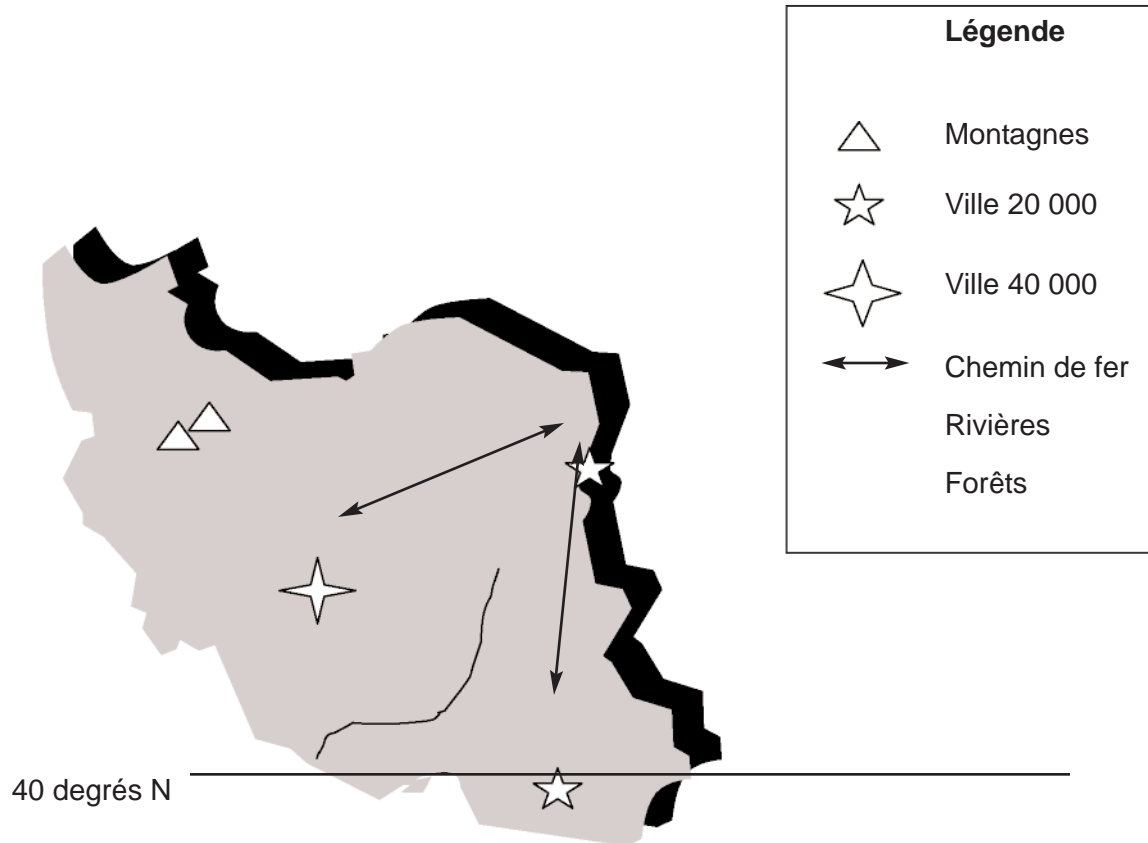 Légende
Montagnes
Ville 20 000
Ville 40 000
Chemin de fer
Rivières
Forêts
40 degrés N